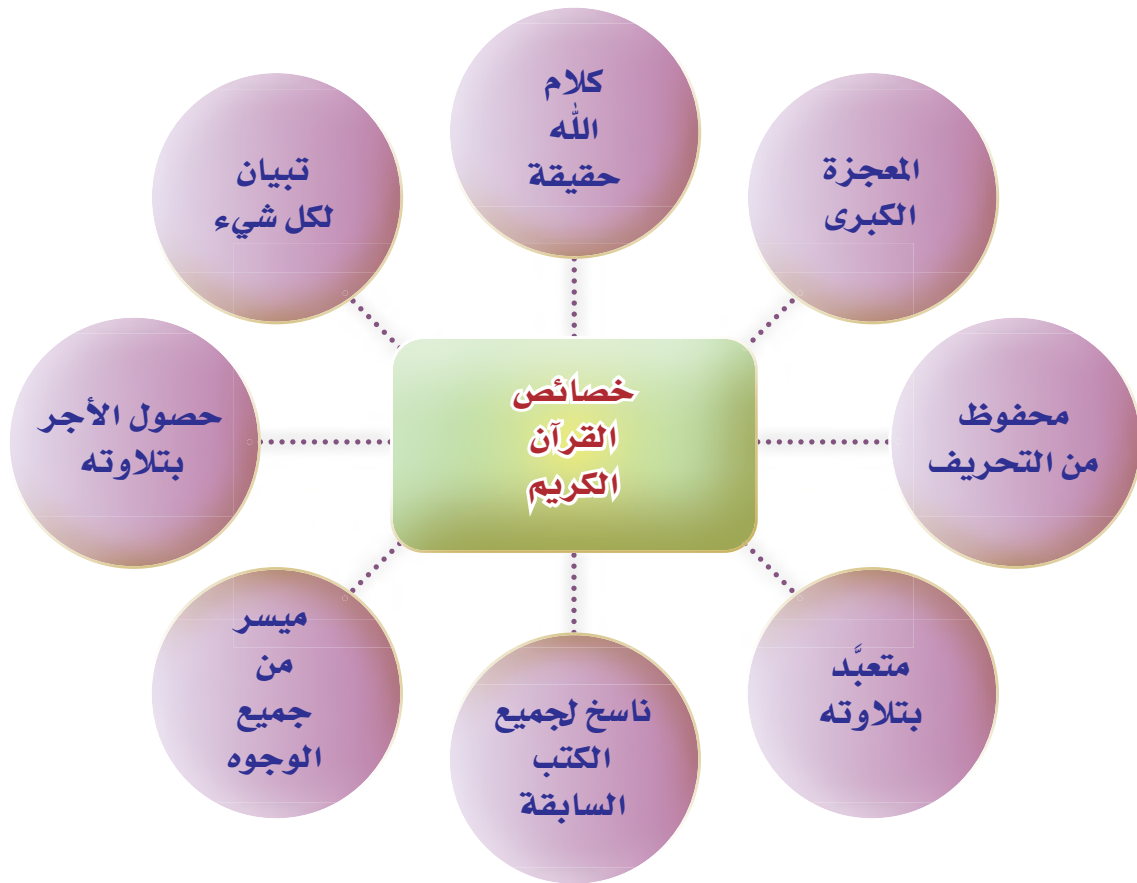 خصائص
القرآن
الكريم
كلام
الله
حقيقة
المعجزة
الكبرى
محفوظ
من التحريف
متعبَّد
بتلاوته
ناسخ لجميع
الكتب
السابقة
ميسر
من
جميع
الوجوه
حصول الأجر
بتلاوته
تبيان
لكل شيء